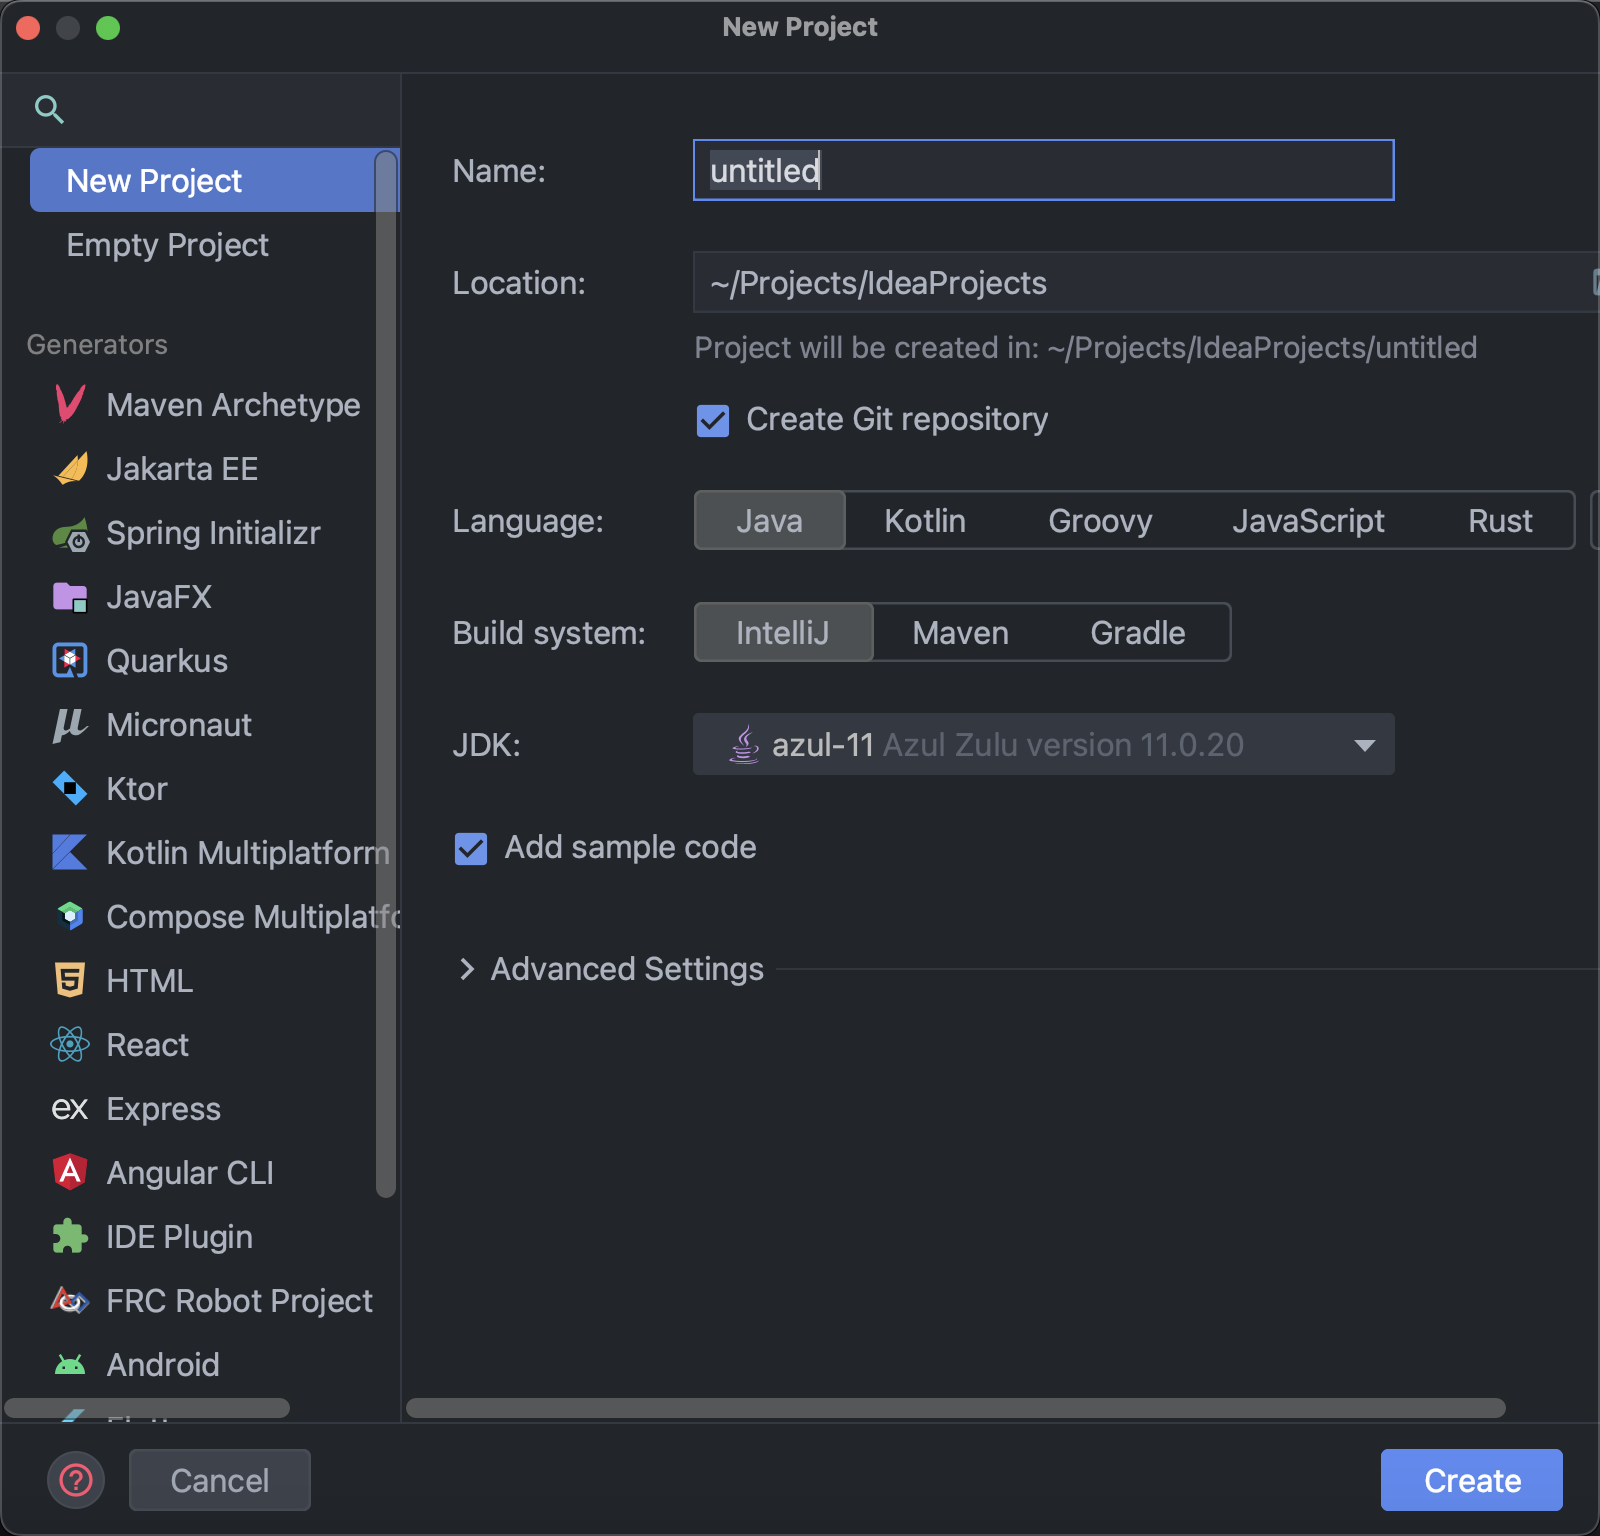 New Project
New Project
Empty Project
Generators
Maven Archetype
Jakarta EE
Spring Initializr
JavaFX
Quarkus
Micronaut
Ktor
Kotlin Multiplatform
Compose Multiplatfo
HTML
React
Express
Angular CLI
IDE Plugin
FRC Robot Project
Android
Name: untitled
Location: ~/Projects/IdeaProjects
Project will be created in: ~/Projects/IdeaProjects/untitled
Create Git repository
Language: Java Kotlin Groovy JavaScript Rust
Build system: IntelliJ Maven Gradle
JDK: azul-11 Azul Zulu version 11.0.20
Add sample code
Advanced Settings
? Cancel Create